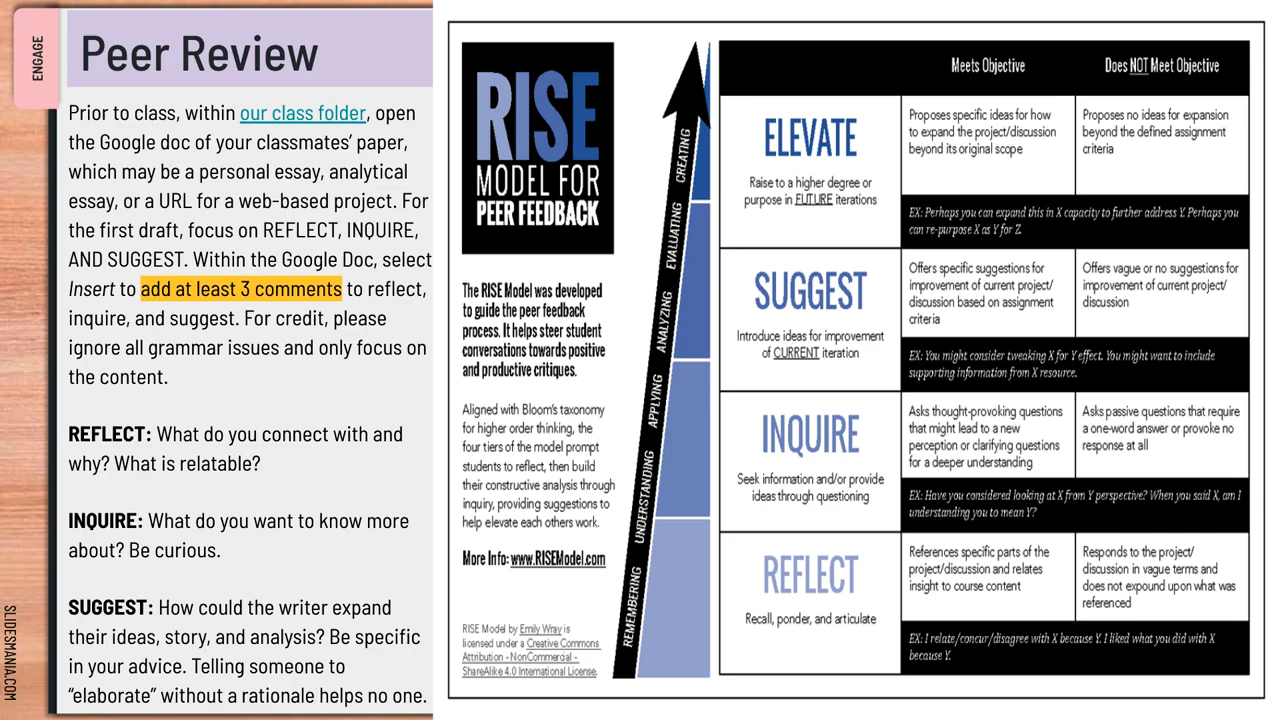 ENGAGE
Peer Review
Prior to class, within our class folder, open
the Google doc of your classmates’ paper,
which may be a personal essay, analytical
essay, or a URL for a web-based project. For
the first draft, focus on REFLECT, INQUIRE,
AND SUGGEST. Within the Google Doc, select
Insert to add at least 3 comments to reflect,
inquire, and suggest. For credit, please
ignore all grammar issues and only focus on
the content.
REFLECT: What do you connect with and
why? What is relatable?
INQUIRE: What do you want to know more
about? Be curious.
SUGGEST: How could the writer expand
their ideas, story, and analysis? Be specific
in your advice. Telling someone to
“elaborate” without a rationale helps no one.
SLIDESMANIA.COM
RISE
MODEL FOR
PEER FEEDBACK
The RISE Model was developed
to guide the peer feedback
process. It helps steer student
conversations towards positive
and productive critiques.
Aligned with Bloom's taxonomy
for higher order thinking, the
four tiers of the model prompt
students to reflect, then build
their constructive analysis through
inquiry, providing suggestions to
help elevate each others work.
More Info: www.RISEModel.com
RISE Model by Emily Wray is
licensed under a Creative Commons
Attribution - NonCommercial -
ShareAlike 4.0 International License.
CREATING
EVALUATING
ANALYZING
APPLYING
UNDERSTANDING
REMEMBERING
Meets Objective
Does NOT Meet Objective
ELEVATE
Raise to a higher degree or
purpose in FUTURE iterations
Proposes specific ideas for how
to expand the project/discussion
beyond its original scope
Proposes no ideas for expansion
beyond the defined assignment
criteria
EX: Perhaps you can expand this in X capacity to further address Y. Perhaps you
can re-purpose X as Y for Z.
SUGGEST
Introduce ideas for improvement
of CURRENT iteration
Offers specific suggestions for
improvement of current project/
discussion based on assignment
criteria
Offers vague or no suggestions for
improvement of current project/
discussion
EX: You might consider tweaking X for Y effect. You might want to include
supporting information from X resource.
INQUIRE
Seek information and/or provide
ideas through questioning
Asks thought-provoking questions
that might lead to a new
perception or clarifying questions
for a deeper understanding
Asks passive questions that require
a one-word answer or provoke no
response at all
EX: Have you considered looking at X from Y perspective? When you said X, am I
understanding you to mean Y?
REFLECT
Recall, ponder, and articulate
References specific parts of the
project/discussion and relates
insight to course content
Responds to the project/
discussion in vague terms and
does not expound upon what was
referenced
EX: I relate/concur/disagree with X because Y. I liked what you did with X
because Y.